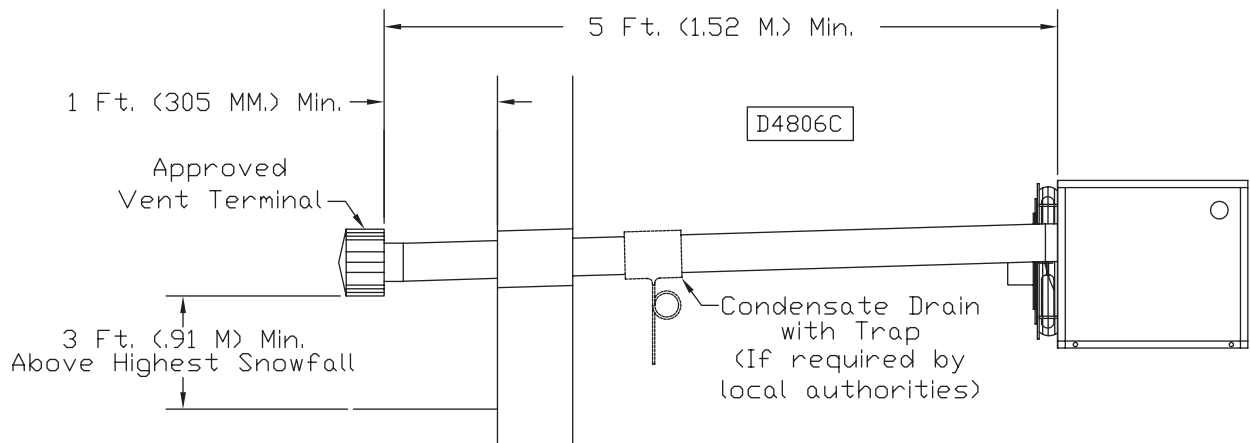 5 Ft. (1.52 M.) Min.
1 Ft. (305 MM.) Min.
D4806C
Approved
Vent Terminal
3 Ft. (.91 M) Min.
Above Highest Snowfall
Condensate Drain
with Trap
(If required by
local authorities)